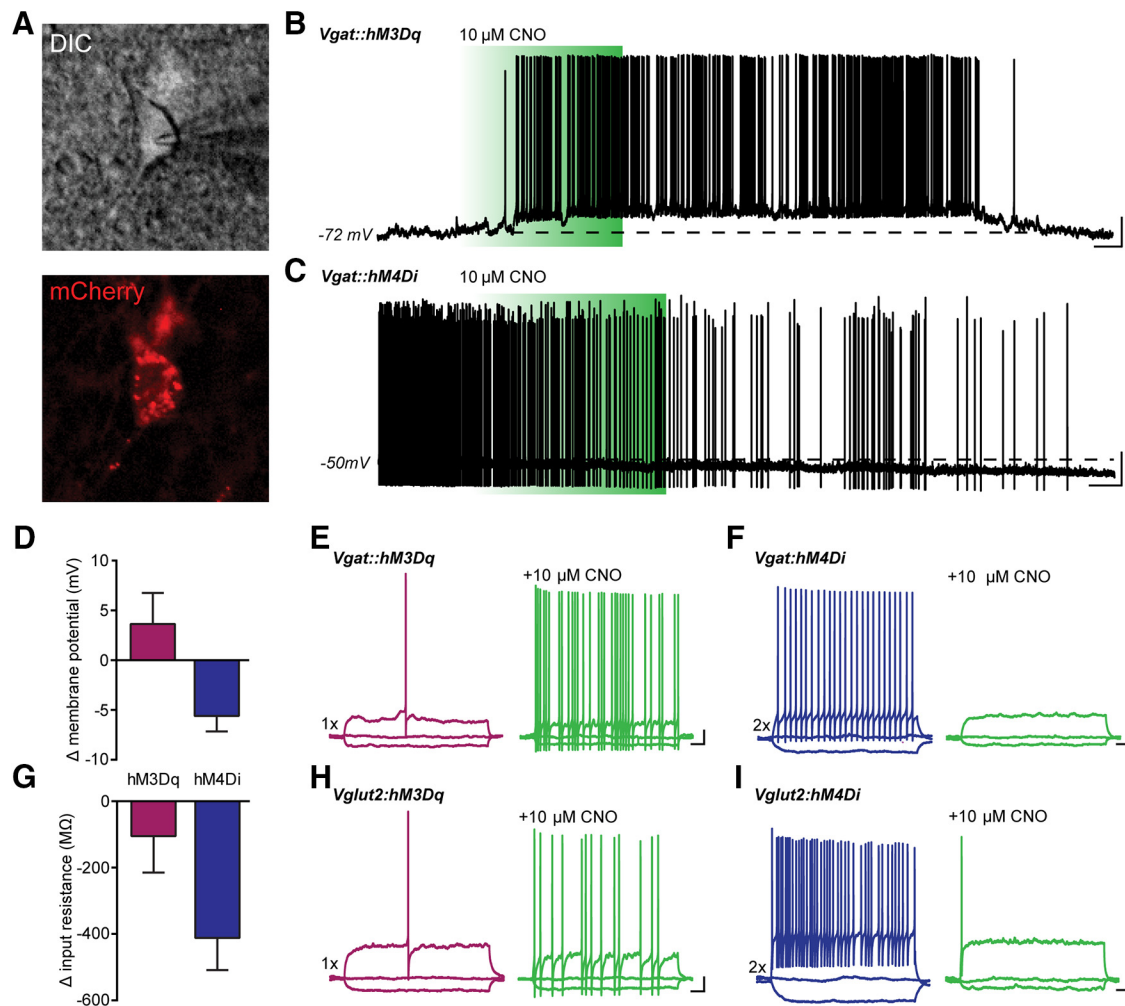 A
DIC
mCherry
B
Vgat::hM3Dq
10 µM CNO
-72 mV
C
Vgat::hM4Di
10 µM CNO
-50mV
D
Δ membrane potential (mV)
10
5
0
-5
-10
E
Vgat::hM3Dq
+10 µM CNO
1x
F
Vgat:hM4Di
+10 µM CNO
2x
G
hM3Dq hM4Di
Δ input resistance (MΩ)
0
-200
-400
-600
H
Vglut2:hM3Dq
+10 µM CNO
1x
I
Vglut2:hM4Di
+10 µM CNO
2x